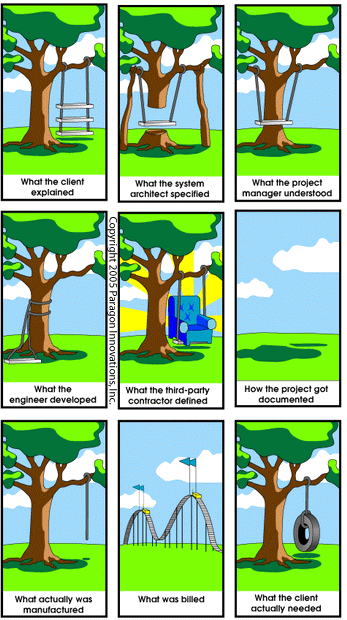 What the client
explained
What the system
architect specified
What the project
manager understood
Copyright 2005 Paragon Innovations, Inc.
What the
engineer developed
What the third-party
contractor defined
How the project got
documented
What actually was
manufactured
What was billed
What the client
actually needed